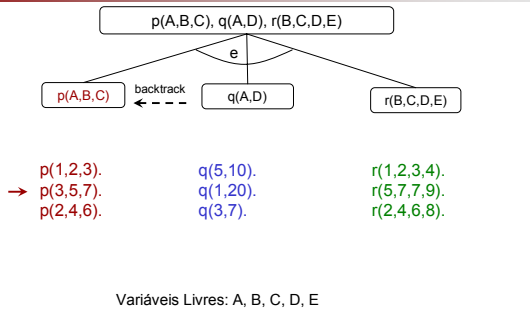 p(A,B,C), q(A,D), r(B,C,D,E)
e
p(A,B,C)
backtrack
q(A,D)
r(B,C,D,E)
p(1,2,3). q(5,10). r(1,2,3,4).
p(3,5,7). q(1,20). r(5,7,7,9).
p(2,4,6). q(3,7). r(2,4,6,8).
Variáveis Livres: A, B, C, D, E